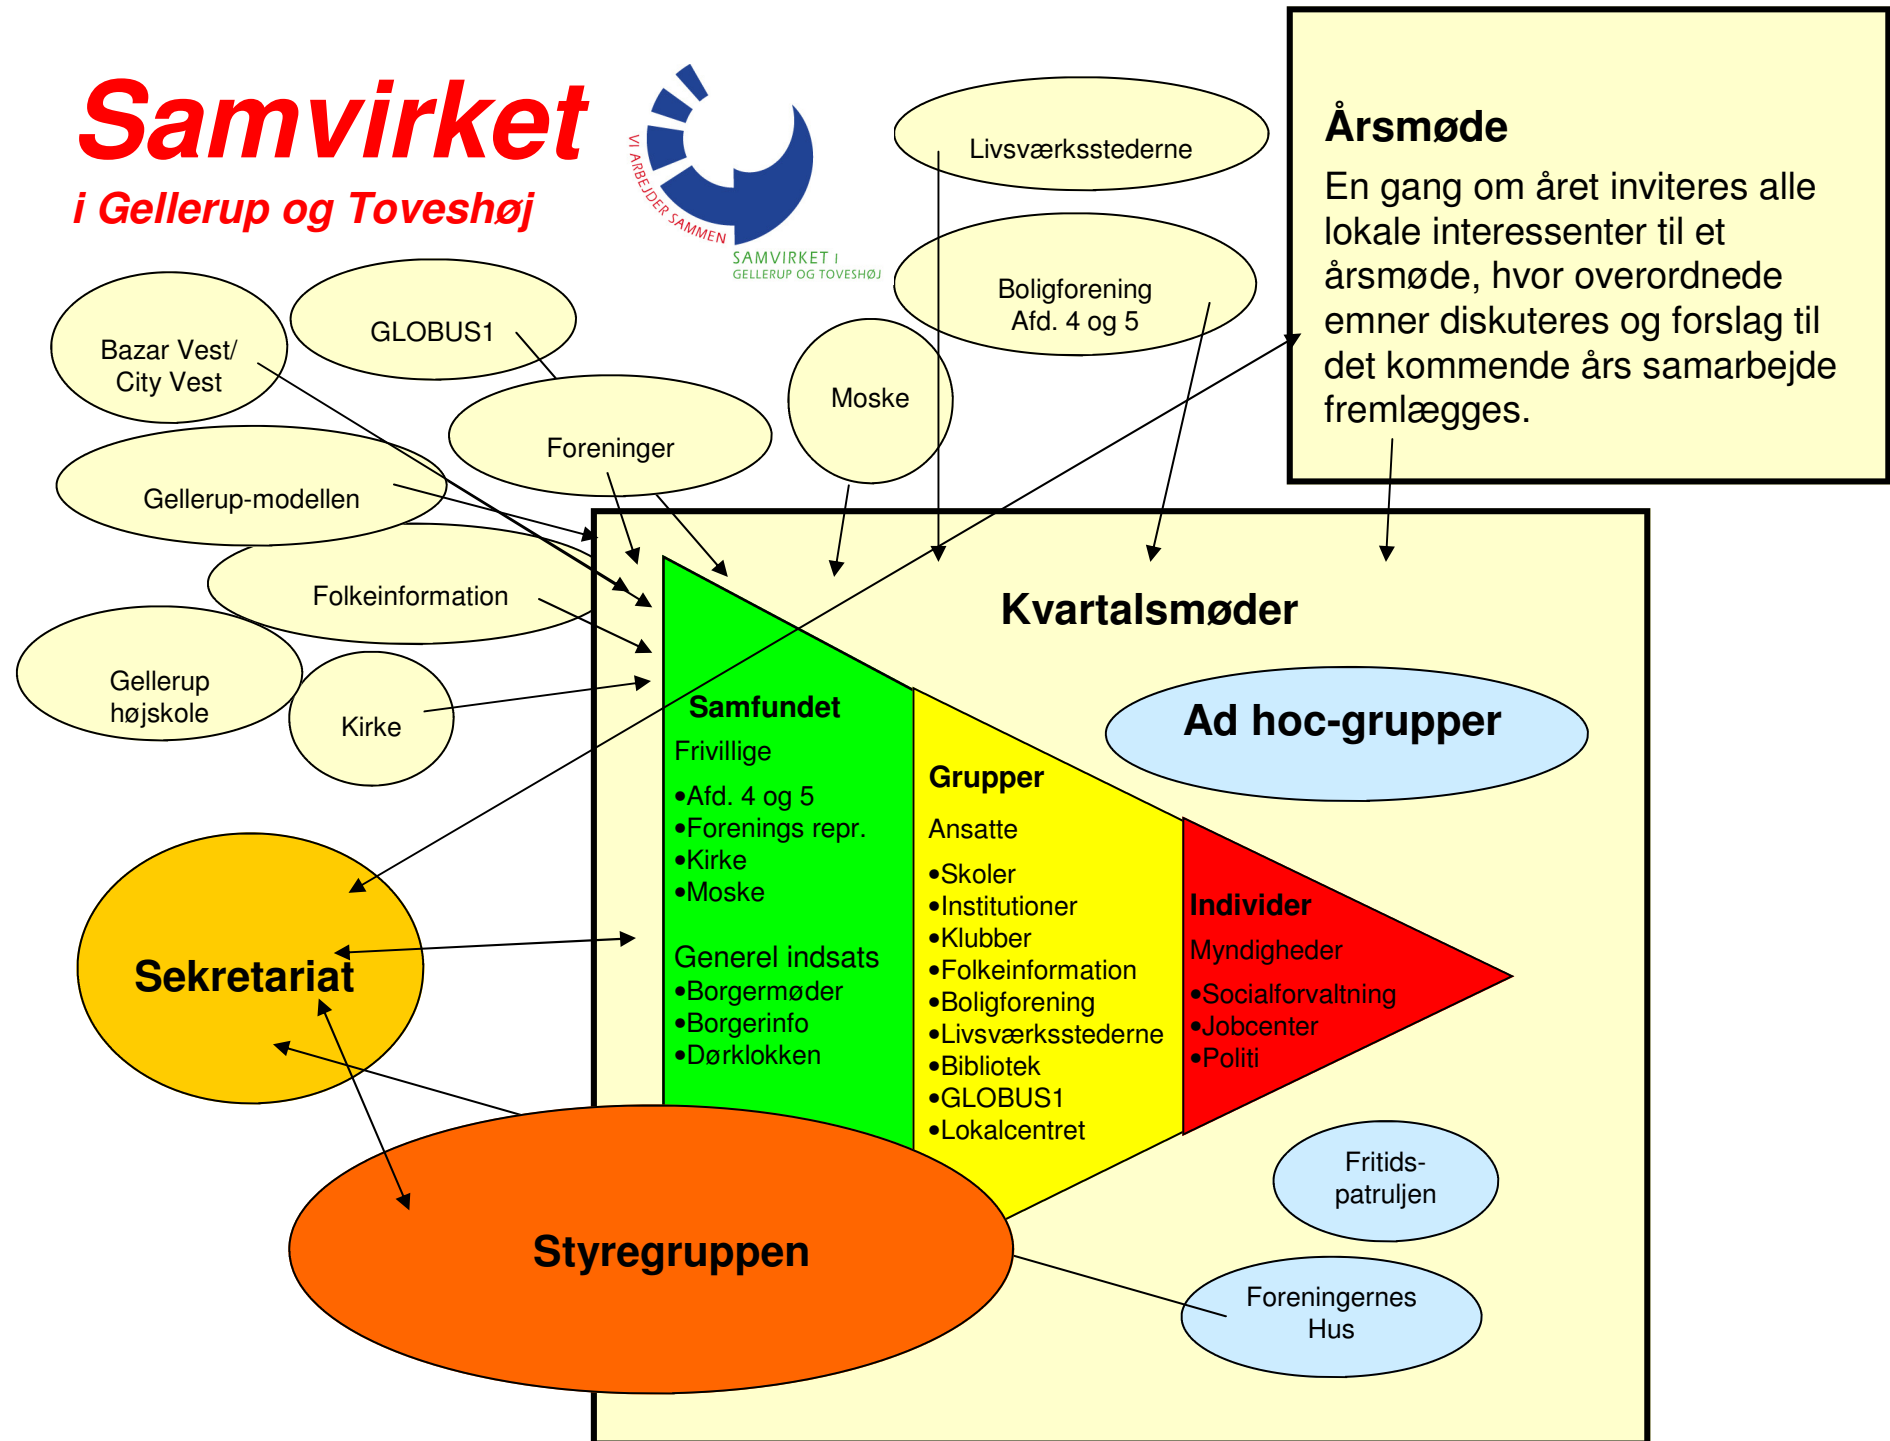 Samvirket
i Gellerup og Toveshøj
VI ARBEJDER SAMMEN
SAMVIRKET I
GELLERUP OG TOVESHØJ
Livsværksstederne
Boligforening
Afd. 4 og 5
Årsmøde
En gang om året inviteres alle
lokale interessenter til et
årsmøde, hvor overordnede
emner diskuteres og forslag til
det kommende års samarbejde
fremlægges.
Bazar Vest/
City Vest
GLOBUS1
Foreninger
Moske
Gellerup-modellen
Folkeinformation
Gellerup
højskole
Kirke
Kvartalsmøder
Ad hoc-grupper
Samfundet
Frivillige
•Afd. 4 og 5
•Forenings repr.
•Kirke
•Moske
Generel indsats
•Borgermøder
•Borgerinfo
•Dørklokken
Grupper
Ansatte
•Skoler
•Institutioner
•Klubber
•Folkeinformation
•Boligforening
•Livsværksstederne
•Bibliotek
•GLOBUS1
•Lokalcentret
Individer
Myndigheder
•Socialforvaltning
•Jobcenter
•Politi
Sekretariat
Styregruppen
Fritids-
patruljen
Foreningernes
Hus